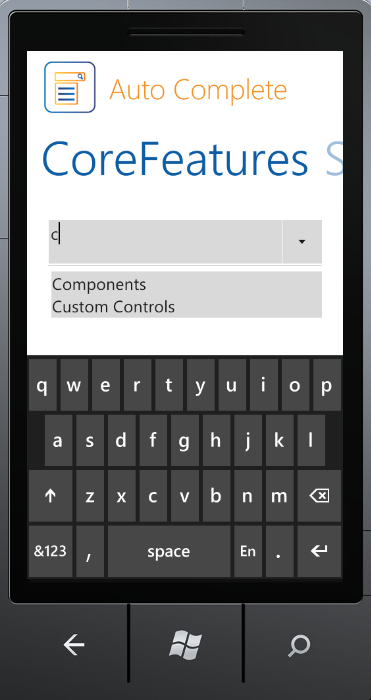 Auto Complete
CoreFeatures S
c
Components
Custom Controls
q w e r t y u i o p
a s d f g h j k l
z x c v b n m
&123 , space En .